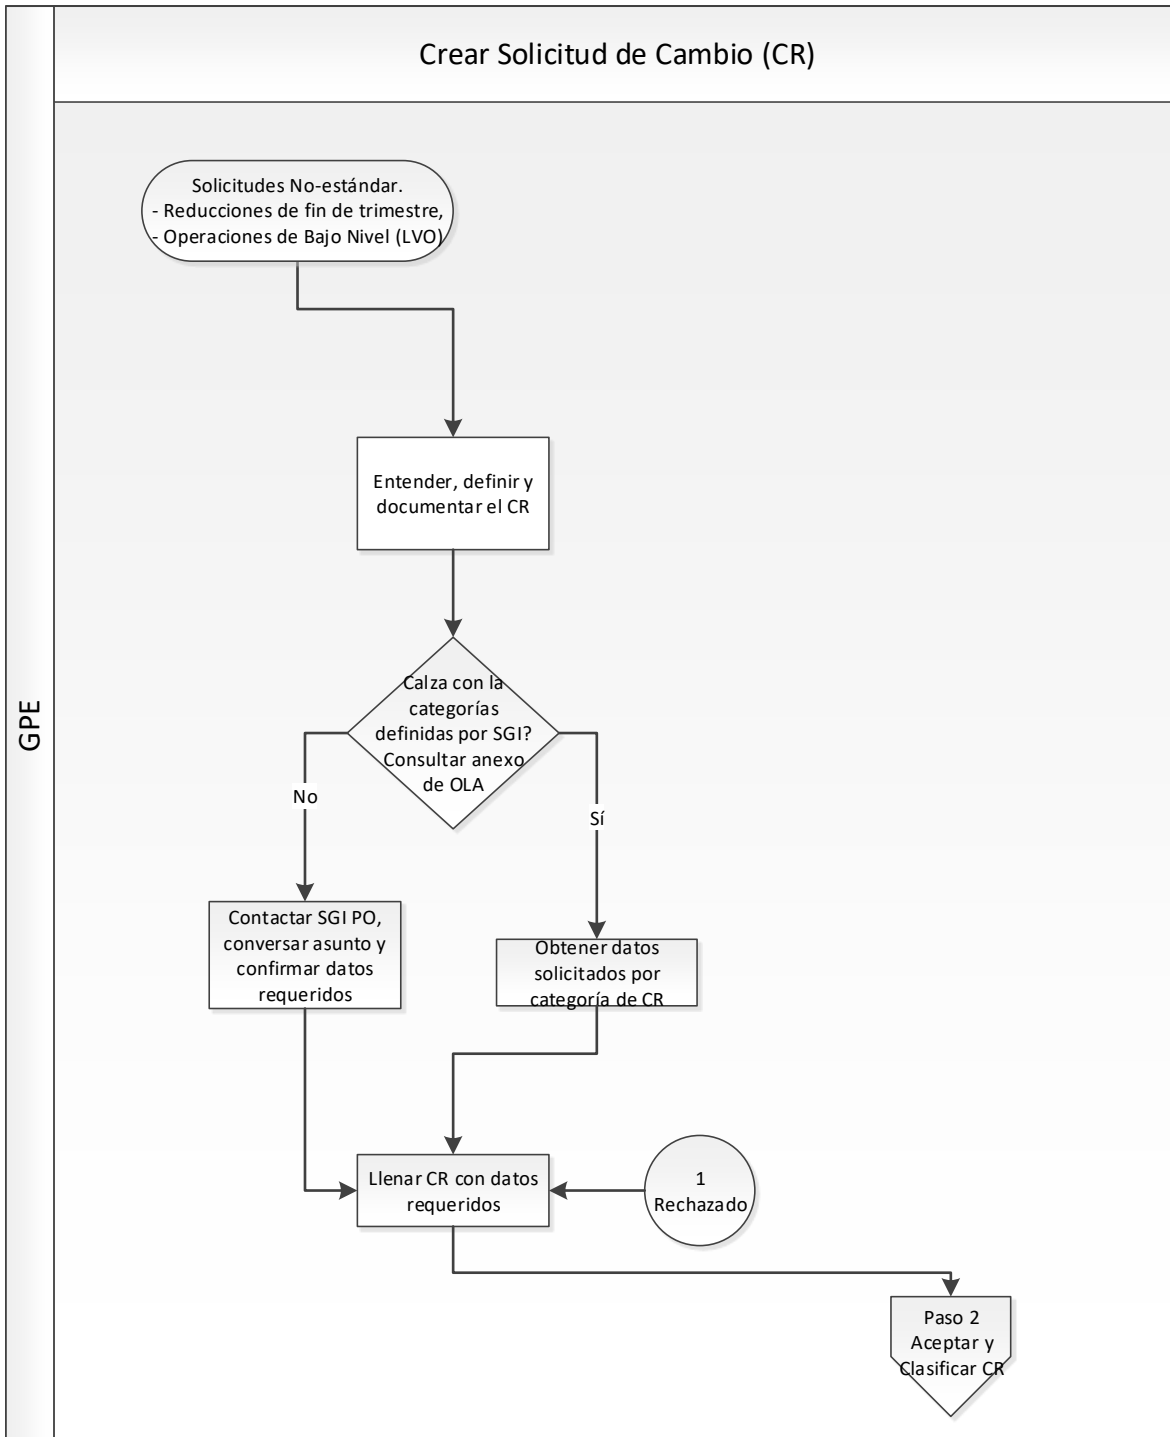 Crear Solicitud de Cambio (CR)
GPE
Solicitudes No-estándar.
- Reducciones de fin de trimestre,
- Operaciones de Bajo Nivel (LVO)
Entender, definir y
documentar el CR
Calza con la
categorías
definidas por SGI?
Consultar anexo
de OLA
No
Sí
Contactar SGI PO,
conversar asunto y
confirmar datos
requeridos
Obtener datos
solicitados por
categoría de CR
Llenar CR con datos
requeridos
1
Rechazado
Paso 2
Aceptar y
Clasificar CR